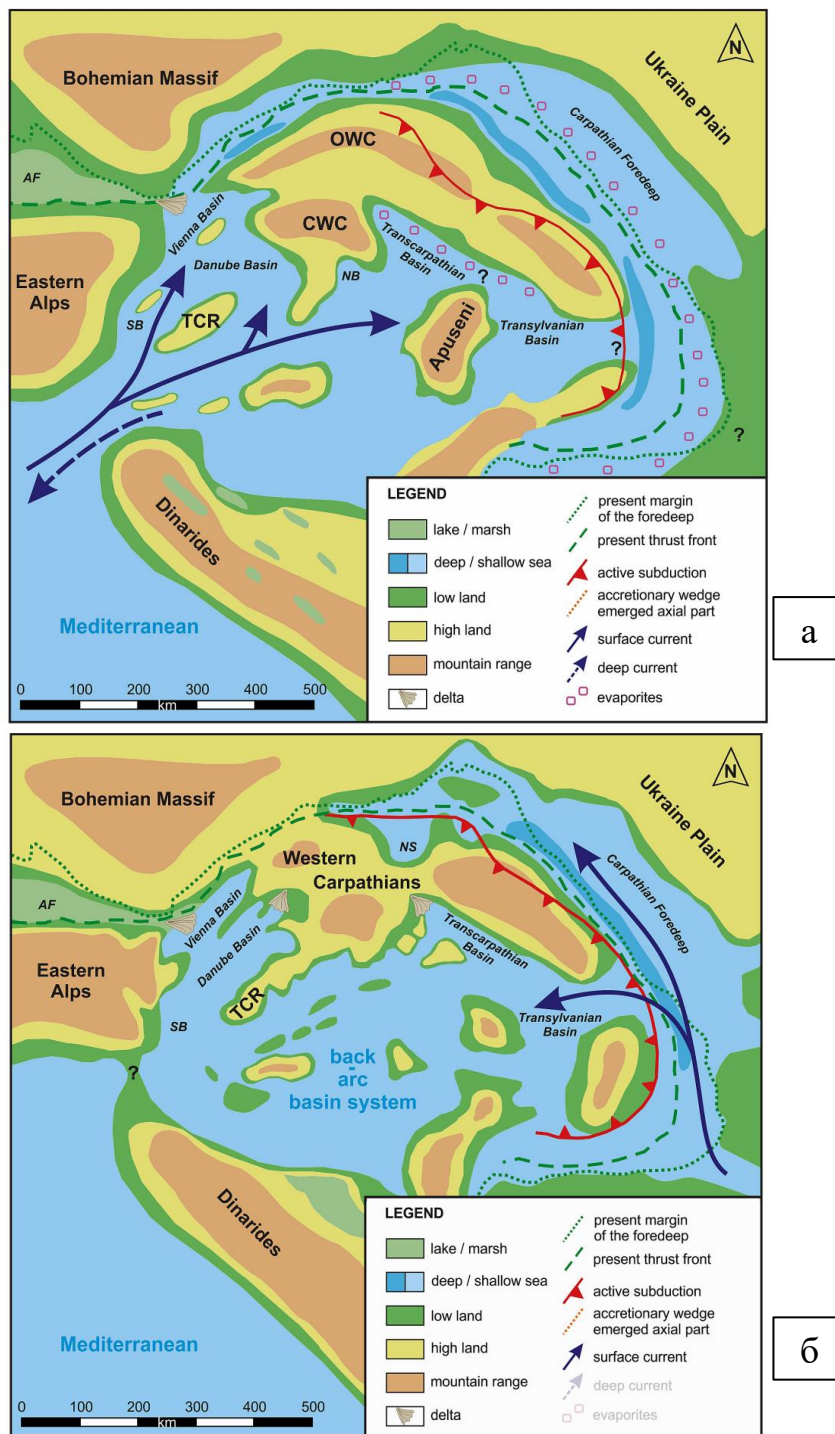 Bohemian Massif
N
Ukraine Plain
Carpathian Foredeep
OWC
AF
Vienna Basin
CWC
Transcarpathian
Basin
?
Eastern
Alps
Danube Basin
NB
SB
TCR
Apuseni
Transylvanian
Basin
?
?
Dinarides
Mediterranean
0 100 200 300 400 500
km
LEGEND
lake / marsh
deep / shallow sea
low land
high land
mountain range
delta
present margin
of the foredeep
present thrust front
active subduction
accretionary wedge
emerged axial part
surface current
deep current
evaporites
а
Bohemian Massif
N
Ukraine Plain
Carpathian Foredeep
NS
Western
Carpathians
AF
Vienna Basin
Danube Basin
Transcarpathian
Basin
Eastern
Alps
TCR
SB
Transylvanian
Basin
?
back
-
arc
basin system
Dinarides
Mediterranean
0 100 200 300 400 500
km
LEGEND
lake / marsh
deep / shallow sea
low land
high land
mountain range
delta
present margin
of the foredeep
present thrust front
active subduction
accretionary wedge
emerged axial part
surface current
deep current
evaporites
б